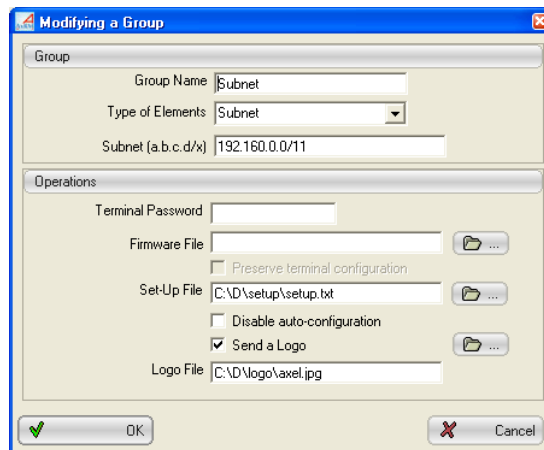 Modifying a Group
Group
Group Name Subnet
Type of Elements Subnet
Subnet (a.b.c.d/x) 192.160.0.0/11
Operations
Terminal Password
Firmware File ...
Preserve terminal configuration
Set-Up File C:\D\setup\setup.txt ...
Disable auto-configuration
Send a Logo ...
Logo File C:\D\logo\axel.jpg
OK Cancel